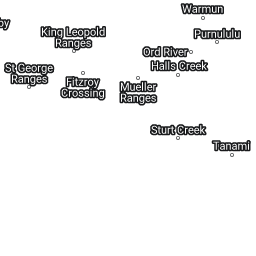 Warmun
by
King Leopold
Ranges
Purnululu
Ord River
Halls Creek
St George
Ranges
Fitzroy
Crossing
Mueller
Ranges
Sturt Creek
Tanami